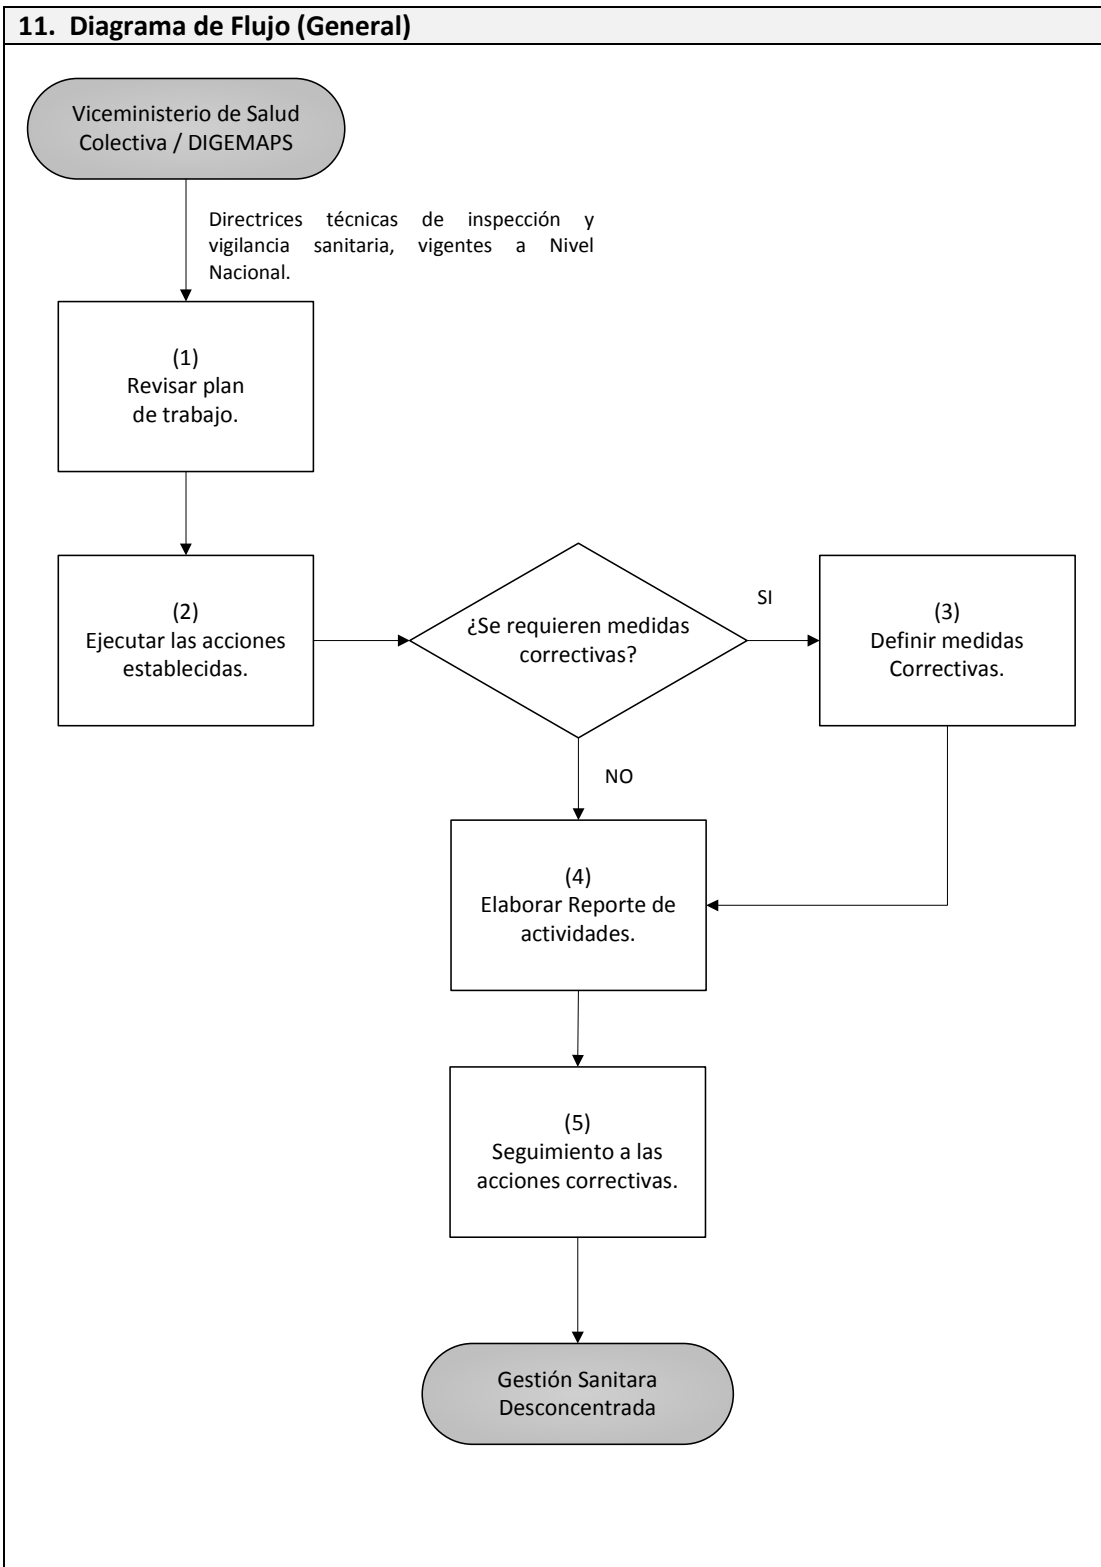 11. Diagrama de Flujo (General)
Viceministerio de Salud
Colectiva / DIGEMAPS
Directrices técnicas de inspección y
vigilancia sanitaria, vigentes a Nivel
Nacional.
(1)
Revisar plan
de trabajo.
(2)
Ejecutar las acciones
establecidas.
¿Se requieren medidas
correctivas?
SI
(3)
Definir medidas
Correctivas.
NO
(4)
Elaborar Reporte de
actividades.
(5)
Seguimiento a las
acciones correctivas.
Gestión Sanitara
Desconcentrada